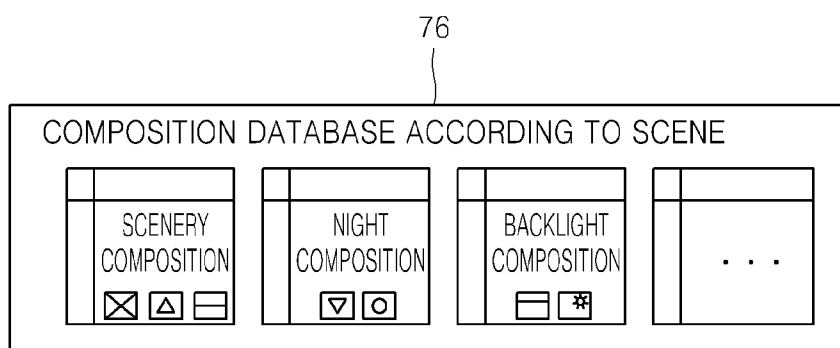 76
COMPOSITION DATABASE ACCORDING TO SCENE
SCENERY
COMPOSITION
NIGHT
COMPOSITION
BACKLIGHT
COMPOSITION
. . .